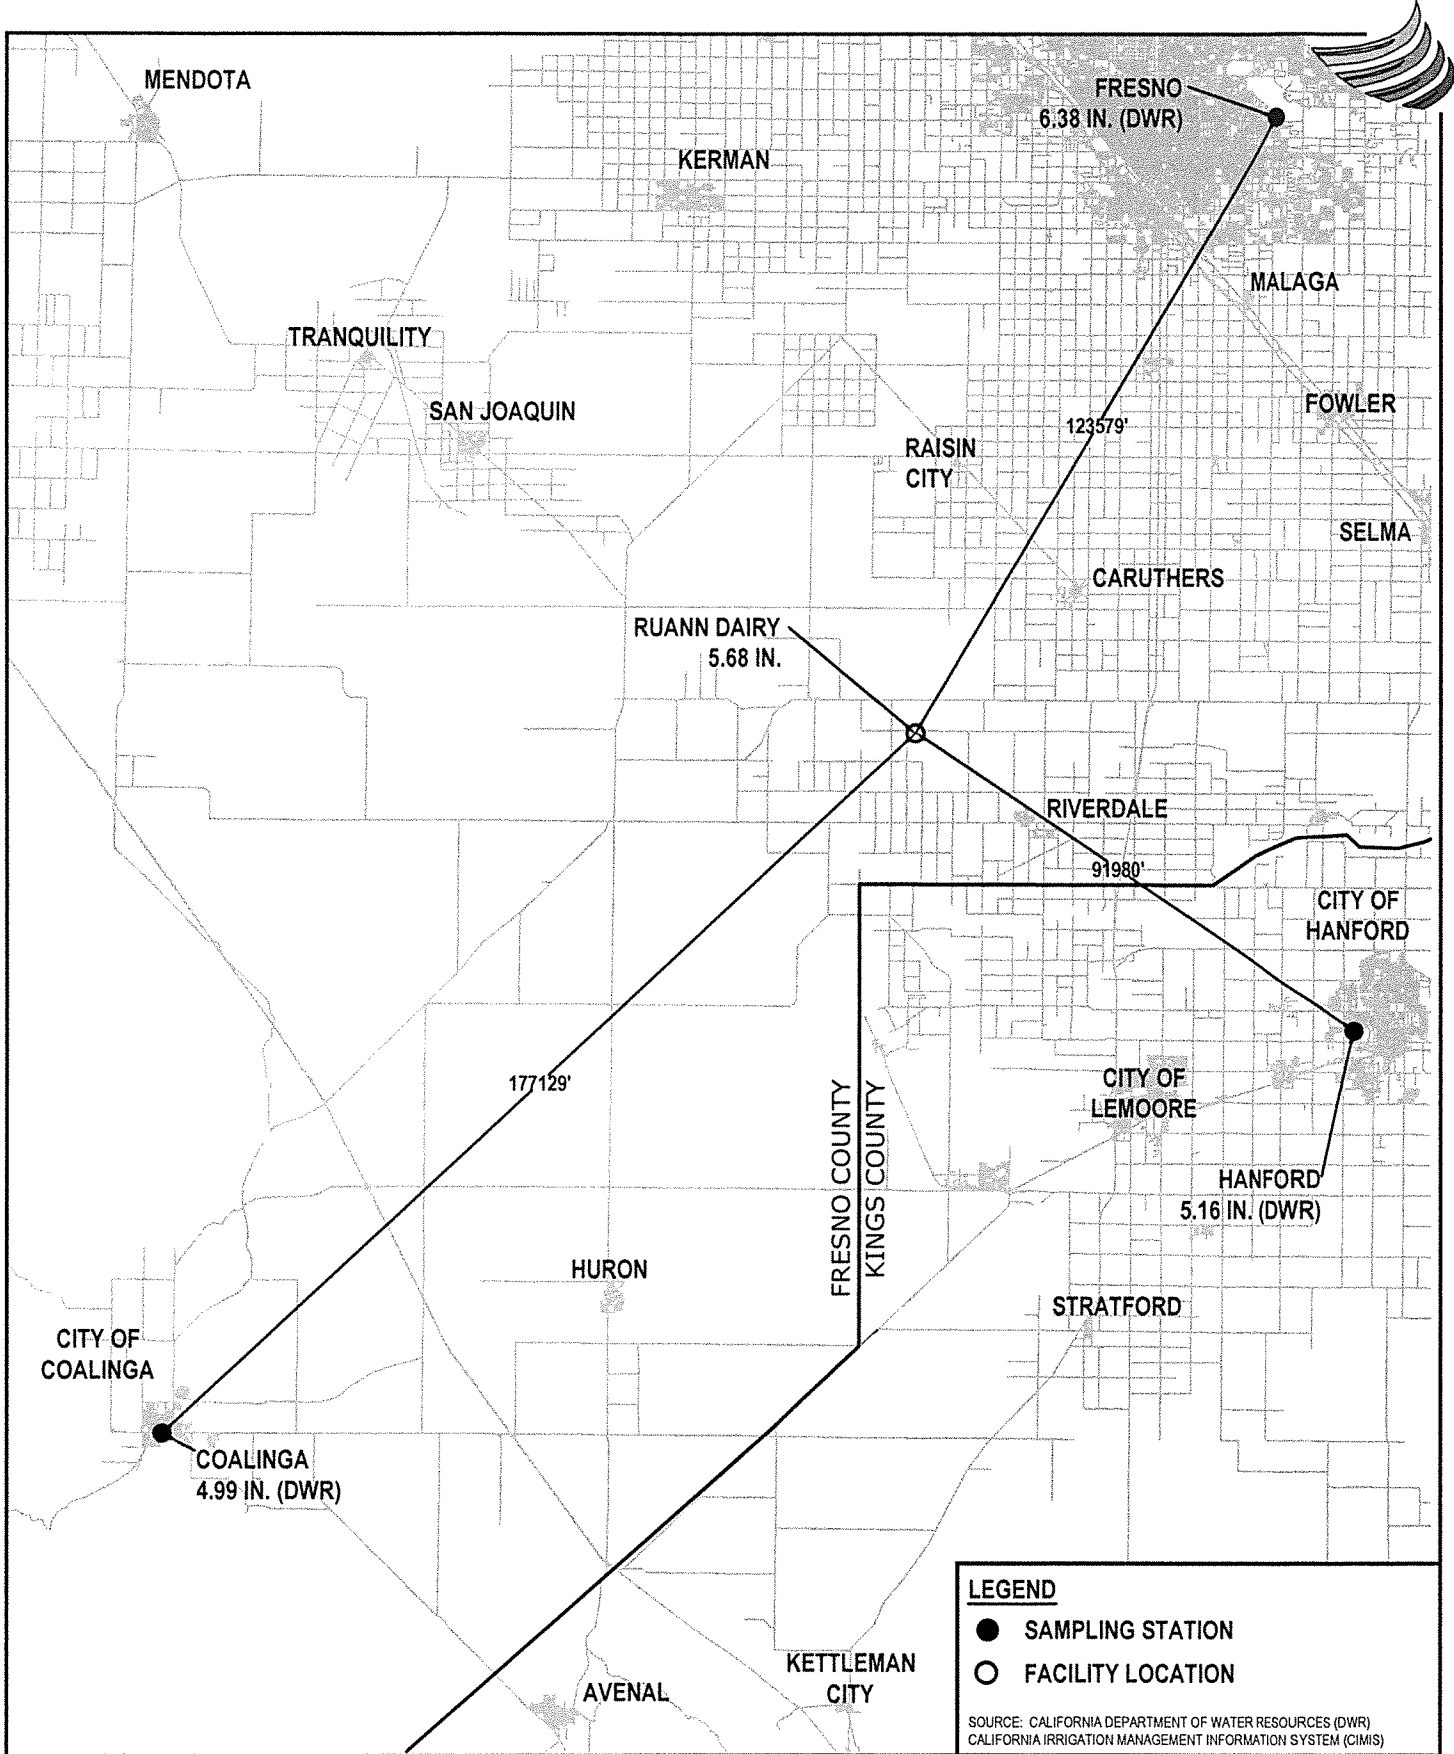 MENDOTA
FRESNO
6.38 IN. (DWR)
KERMAN
MALAGA
TRANQUILITY
SAN JOAQUIN
FOWLER
123579'
RAISIN
CITY
SELMA
CARUTHERS
RUANN DAIRY
5.68 IN.
RIVERDALE
91980'
CITY OF
HANFORD
177129'
CITY OF
LEMOORE
FRESNO COUNTY
KINGS COUNTY
HANFORD
5.16 IN. (DWR)
HURON
STRATFORD
CITY OF
COALINGA
COALINGA
4.99 IN. (DWR)
AVENAL
KETTLEMAN
CITY
LEGEND
SAMPLING STATION
FACILITY LOCATION
SOURCE: CALIFORNIA DEPARTMENT OF WATER RESOURCES (DWR)
CALIFORNIA IRRIGATION MANAGEMENT INFORMATION SYSTEM (CIMIS)